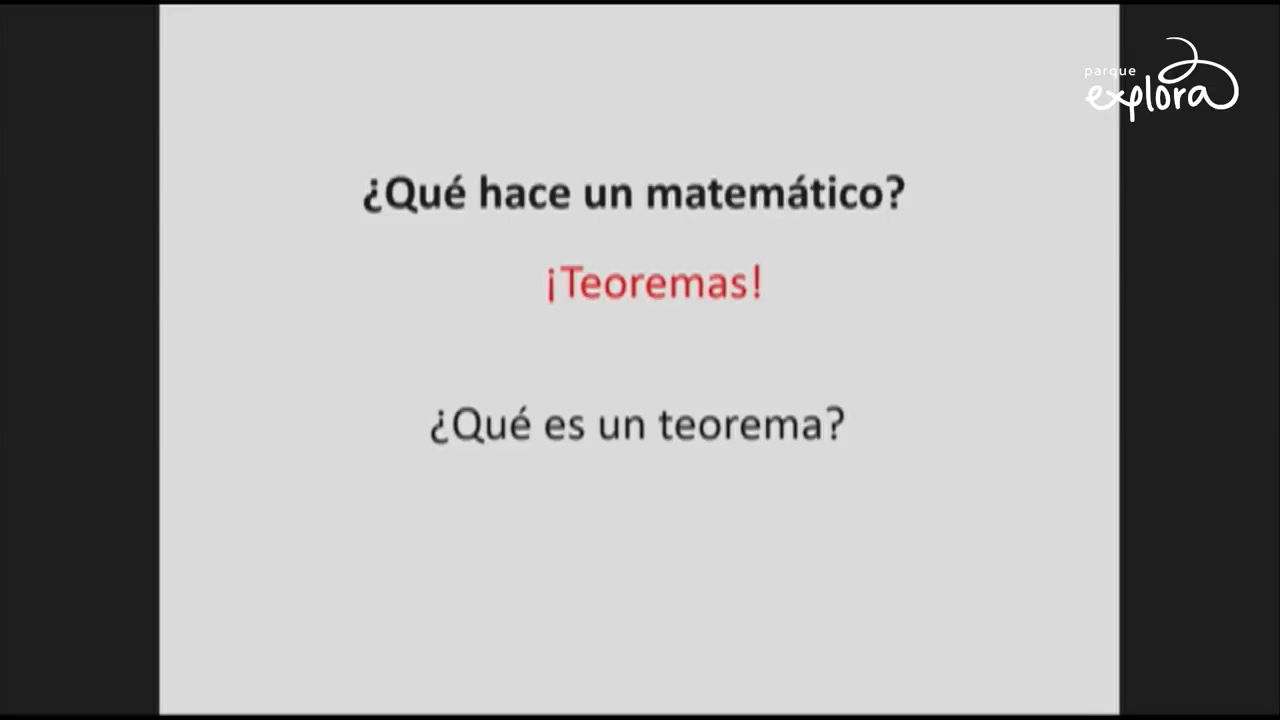 parque
explora
¿Qué hace un matemático?
¡Teoremas!
¿Qué es un teorema?